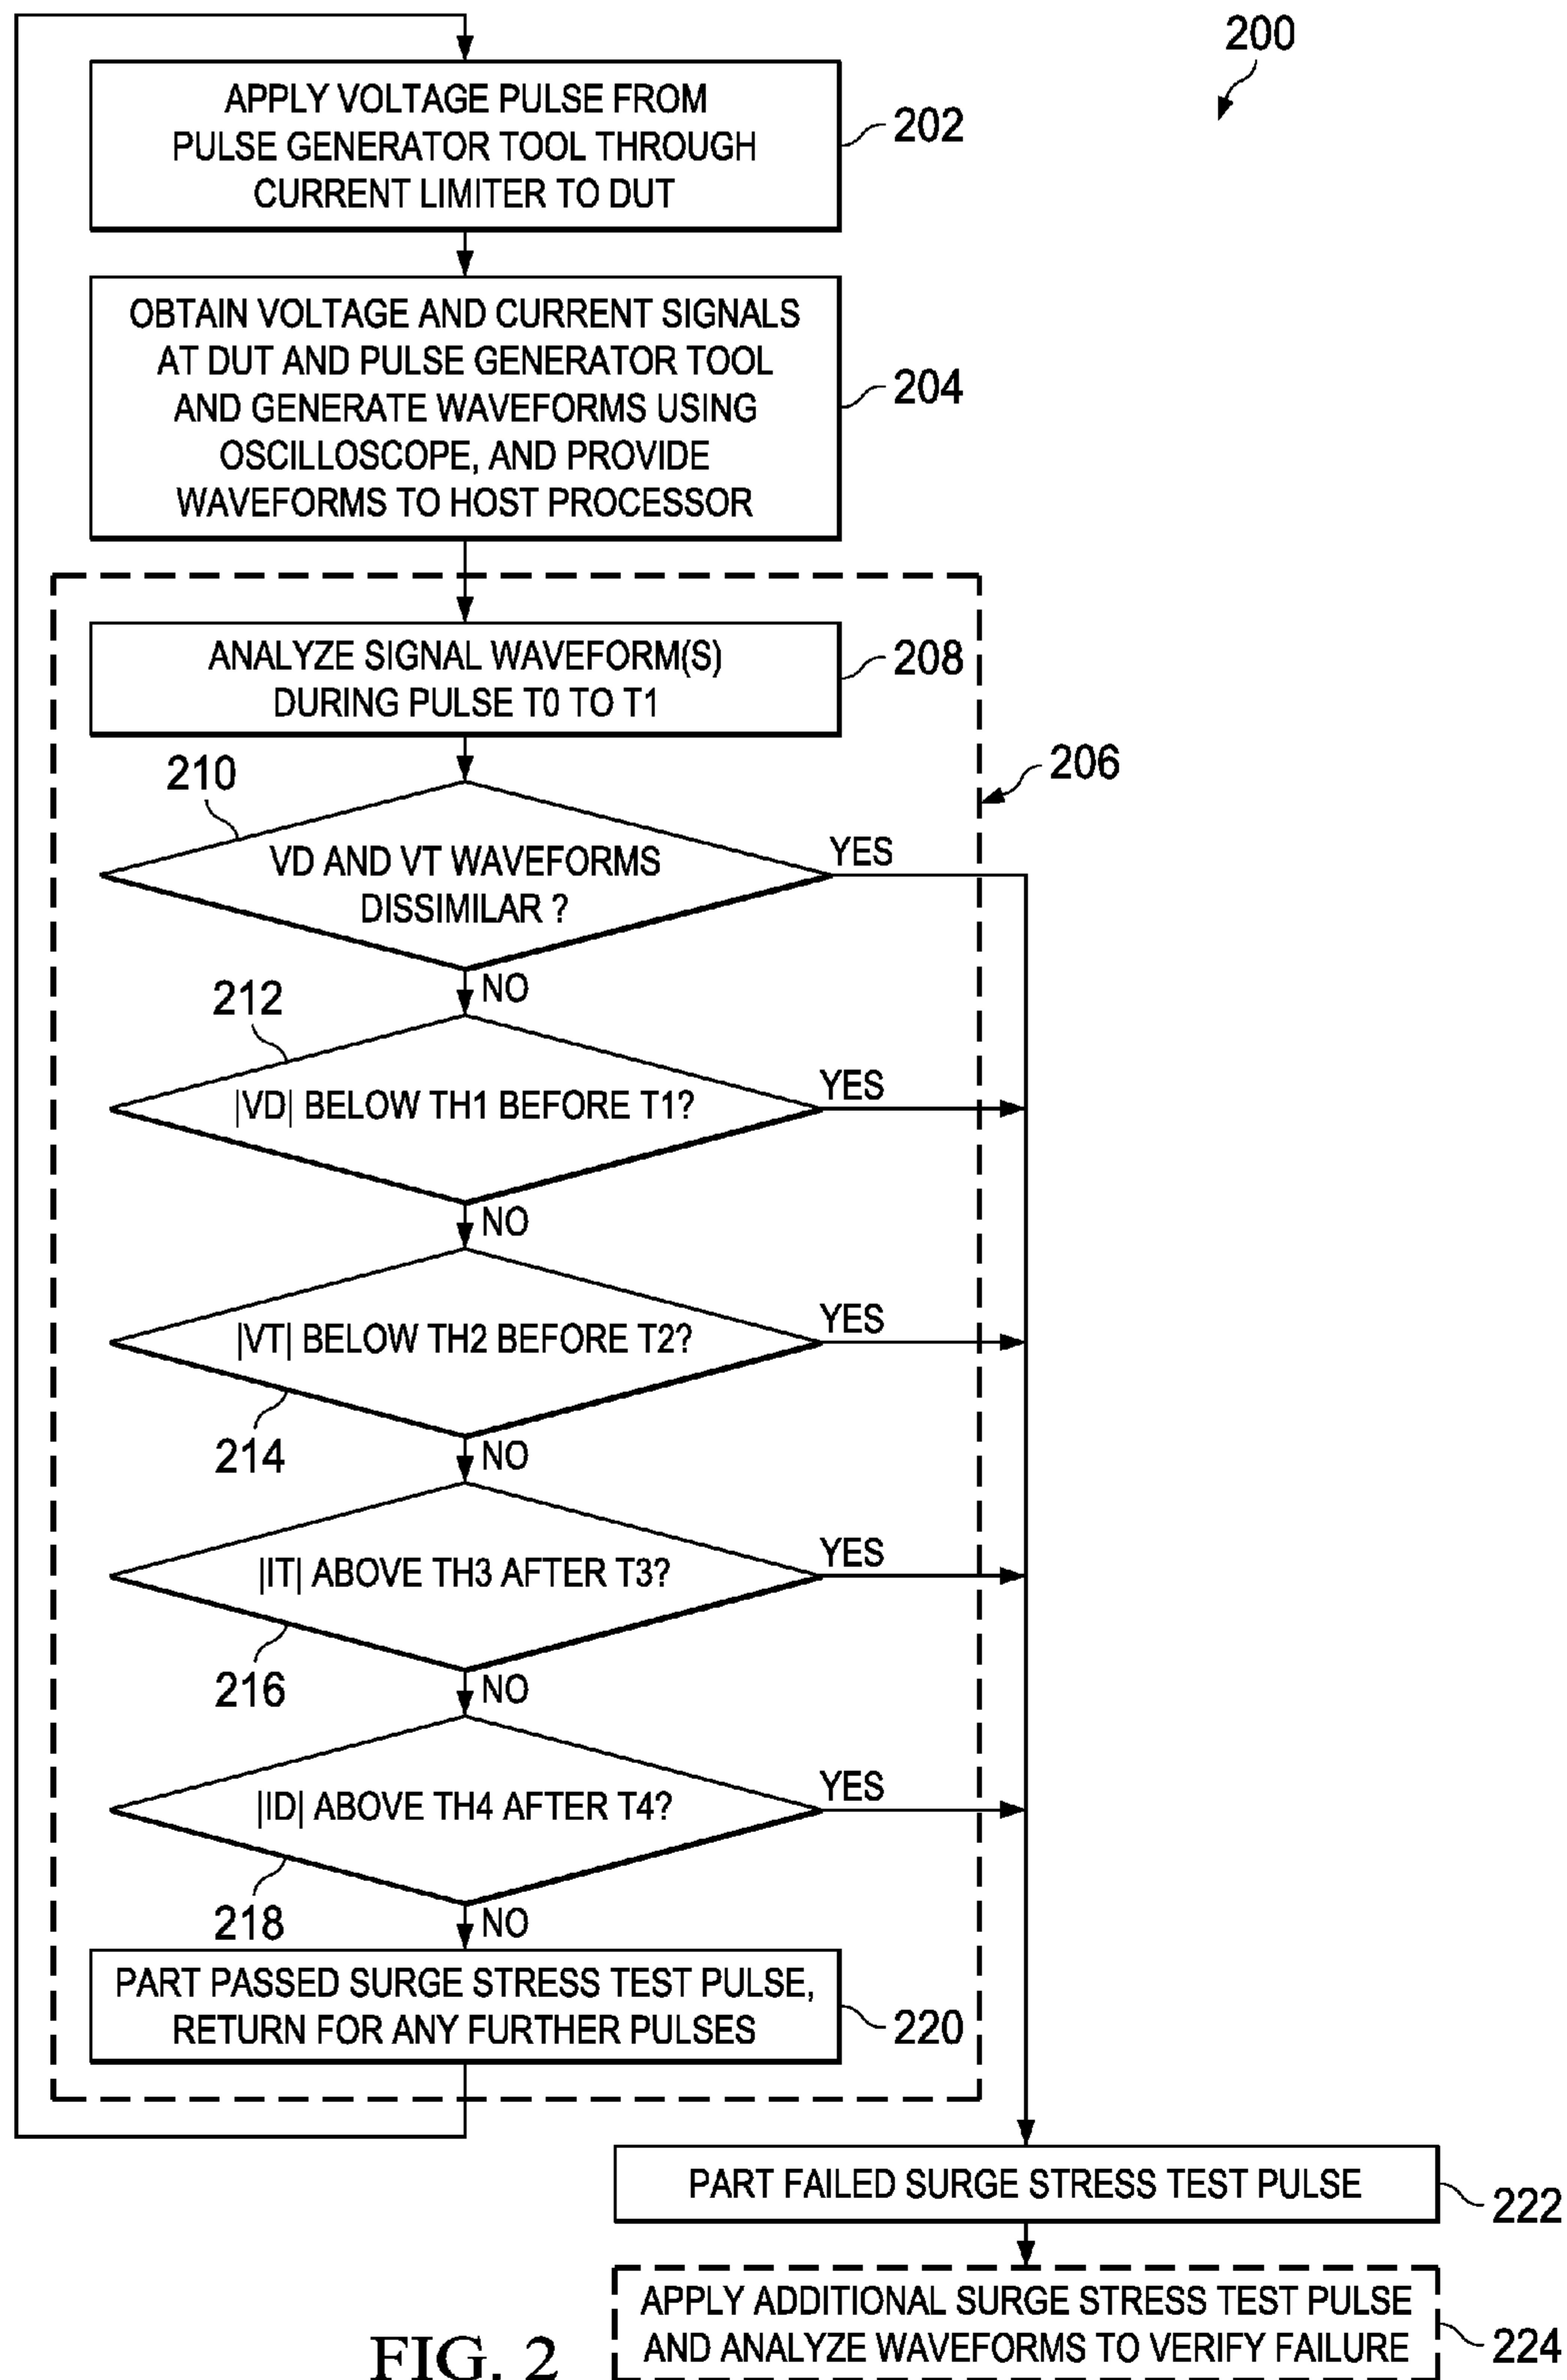 200
APPLY VOLTAGE PULSE FROM
PULSE GENERATOR TOOL THROUGH
CURRENT LIMITER TO DUT
202
OBTAIN VOLTAGE AND CURRENT SIGNALS
AT DUT AND PULSE GENERATOR TOOL
AND GENERATE WAVEFORMS USING
OSCILLOSCOPE, AND PROVIDE
WAVEFORMS TO HOST PROCESSOR
204
206
ANALYZE SIGNAL WAVEFORM(S)
DURING PULSE T0 TO T1
208
210
VD AND VT WAVEFORMS
DISSIMILAR ?
YES
NO
212
|VD| BELOW TH1 BEFORE T1?
YES
NO
|VT| BELOW TH2 BEFORE T2?
YES
214
NO
|IT| ABOVE TH3 AFTER T3?
YES
216
NO
|ID| ABOVE TH4 AFTER T4?
YES
218
NO
PART PASSED SURGE STRESS TEST PULSE,
RETURN FOR ANY FURTHER PULSES
220
PART FAILED SURGE STRESS TEST PULSE
222
APPLY ADDITIONAL SURGE STRESS TEST PULSE
AND ANALYZE WAVEFORMS TO VERIFY FAILURE
224
FIG. 2